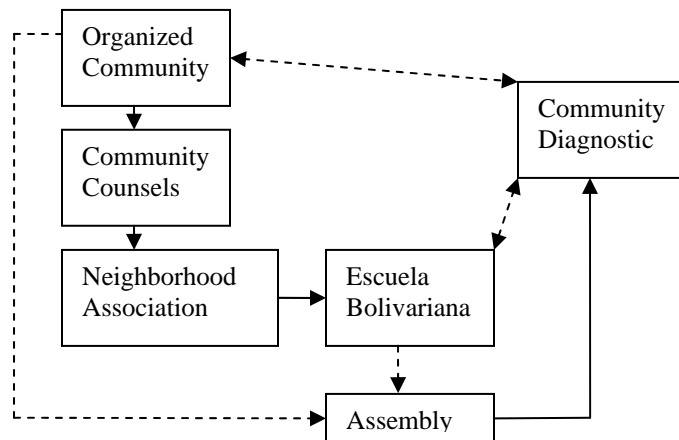 Organized
Community
Community
Diagnostic
Community
Counsels
Neighborhood
Association
Escuela
Bolivariana
Assembly